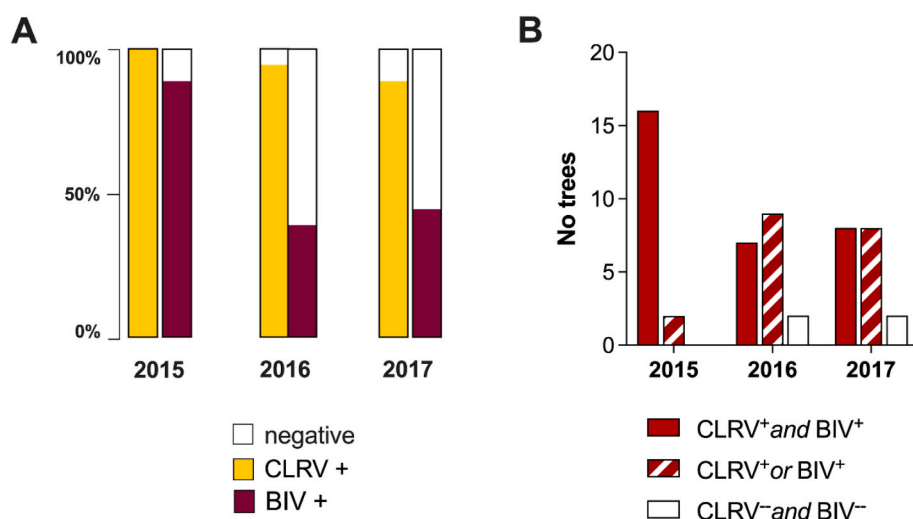 A
100%
50%
0%
2015 2016 2017
negative
CLRV +
BIV +
B
No trees
20
15
10
5
0
2015 2016 2017
CLRV⁺and BIV⁺
CLRV⁺or BIV⁺
CLRV⁻⁻and BIV⁻⁻